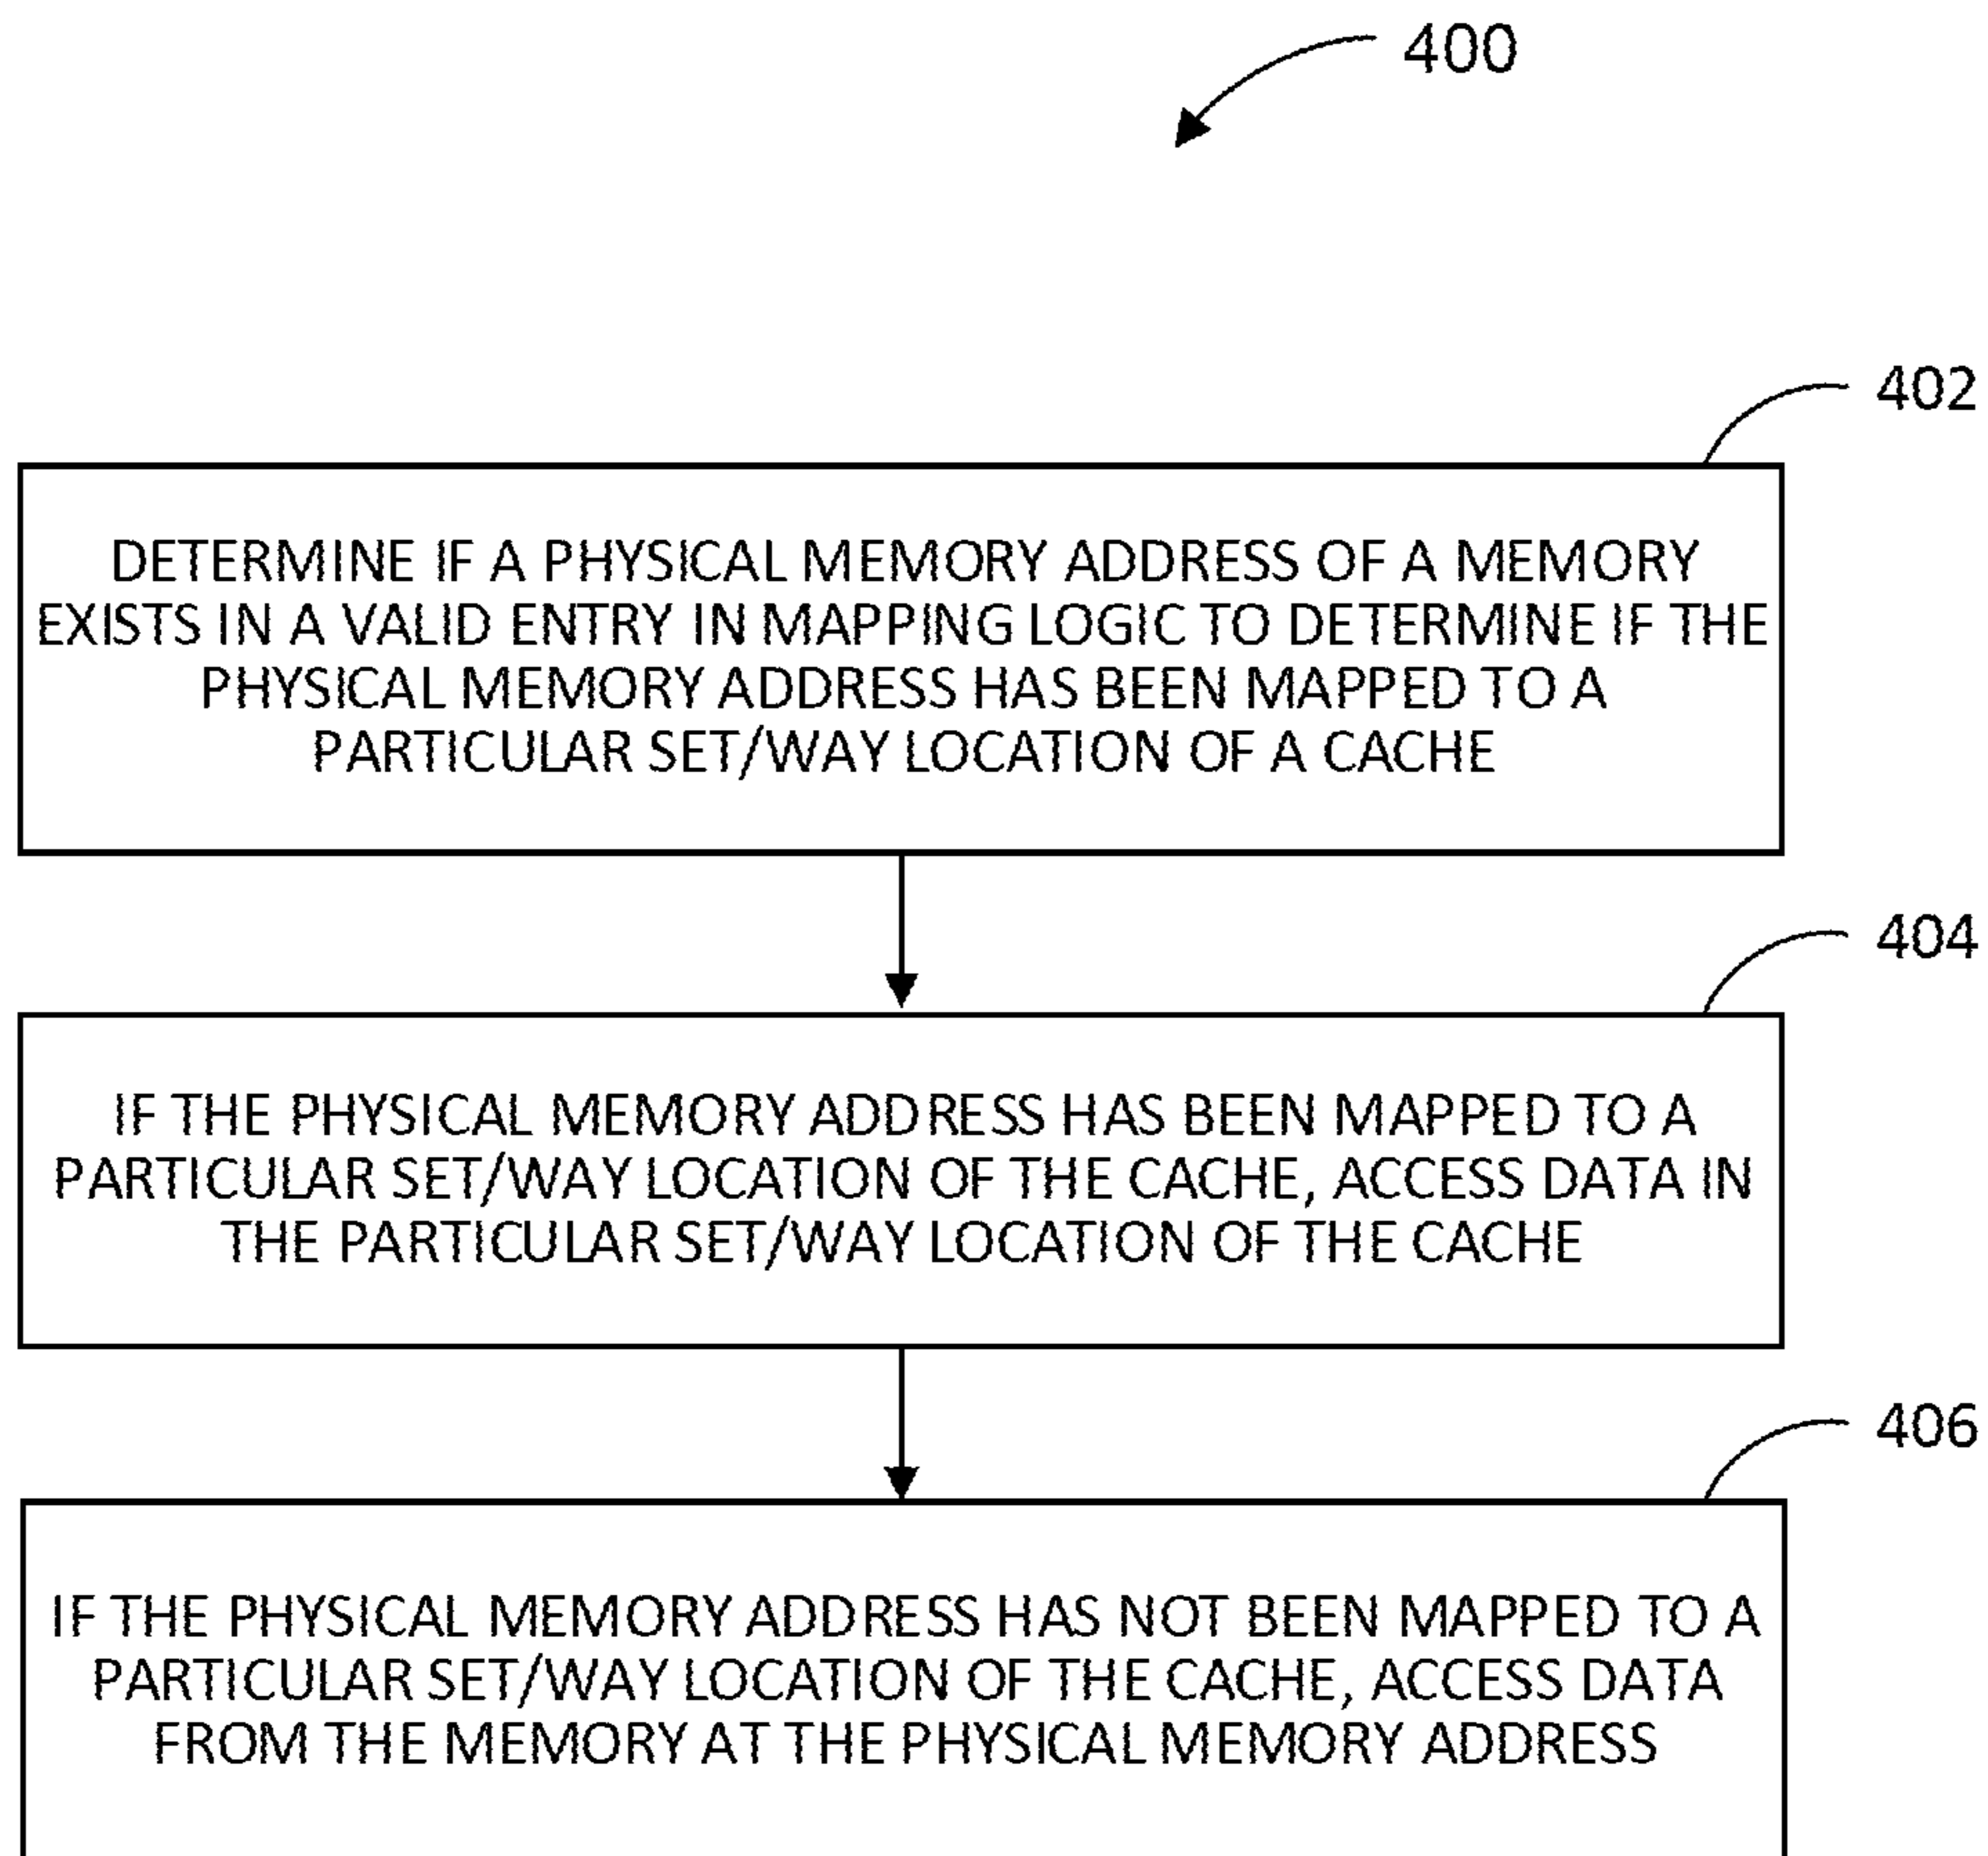 400
402
DETERMINE IF A PHYSICAL MEMORY ADDRESS OF A MEMORY
EXISTS IN A VALID ENTRY IN MAPPING LOGIC TO DETERMINE IF THE
PHYSICAL MEMORY ADDRESS HAS BEEN MAPPED TO A
PARTICULAR SET/WAY LOCATION OF A CACHE
404
IF THE PHYSICAL MEMORY ADDRESS HAS BEEN MAPPED TO A
PARTICULAR SET/WAY LOCATION OF THE CACHE, ACCESS DATA IN
THE PARTICULAR SET/WAY LOCATION OF THE CACHE
406
IF THE PHYSICAL MEMORY ADDRESS HAS NOT BEEN MAPPED TO A
PARTICULAR SET/WAY LOCATION OF THE CACHE, ACCESS DATA
FROM THE MEMORY AT THE PHYSICAL MEMORY ADDRESS